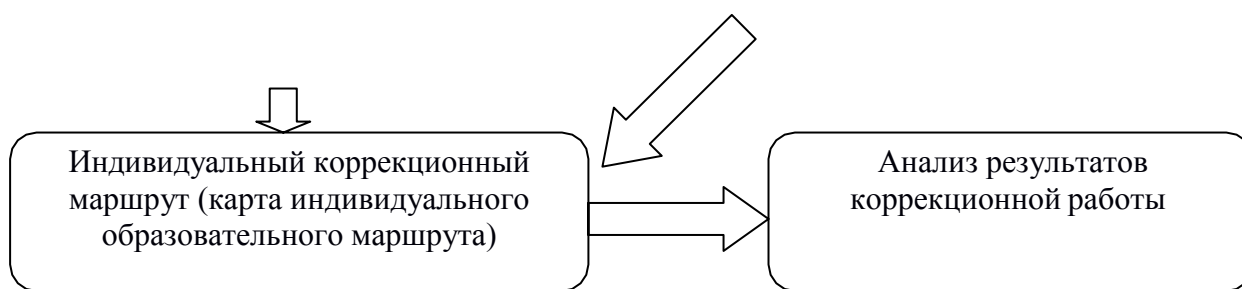 Индивидуальный коррекционный
маршрут (карта индивидуального
образовательного маршрута)
Анализ результатов
коррекционной работы